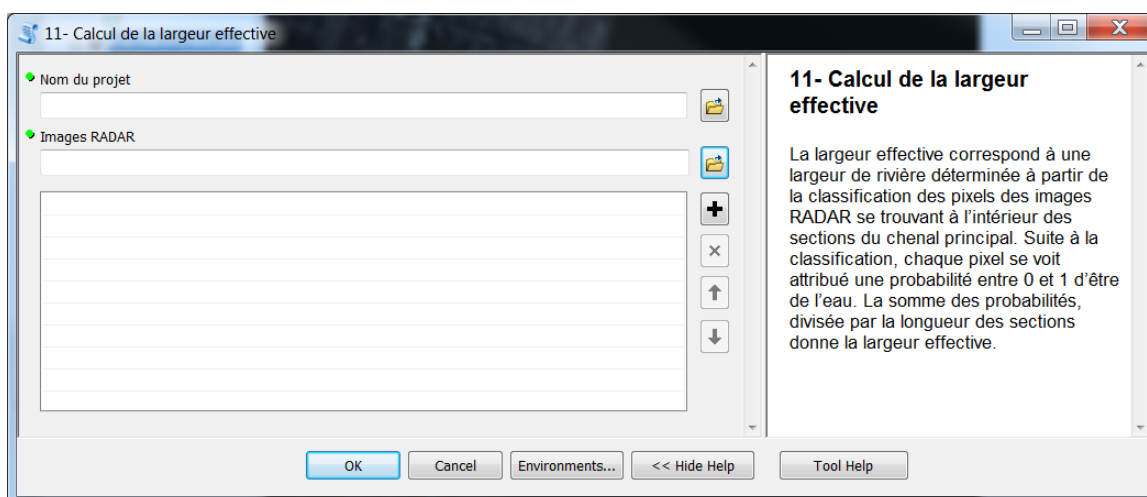 11- Calcul de la largeur effective
Nom du projet
Images RADAR
11- Calcul de la largeur
effective
La largeur effective correspond à une
largeur de rivière déterminée à partir de
la classification des pixels des images
RADAR se trouvant à l'intérieur des
sections du chenal principal. Suite à la
classification, chaque pixel se voit
attribué une probabilité entre 0 et 1 d'être
de l'eau. La somme des probabilités,
divisée par la longueur des sections
donne la largeur effective.
OK
Cancel
Environments...
<< Hide Help
Tool Help